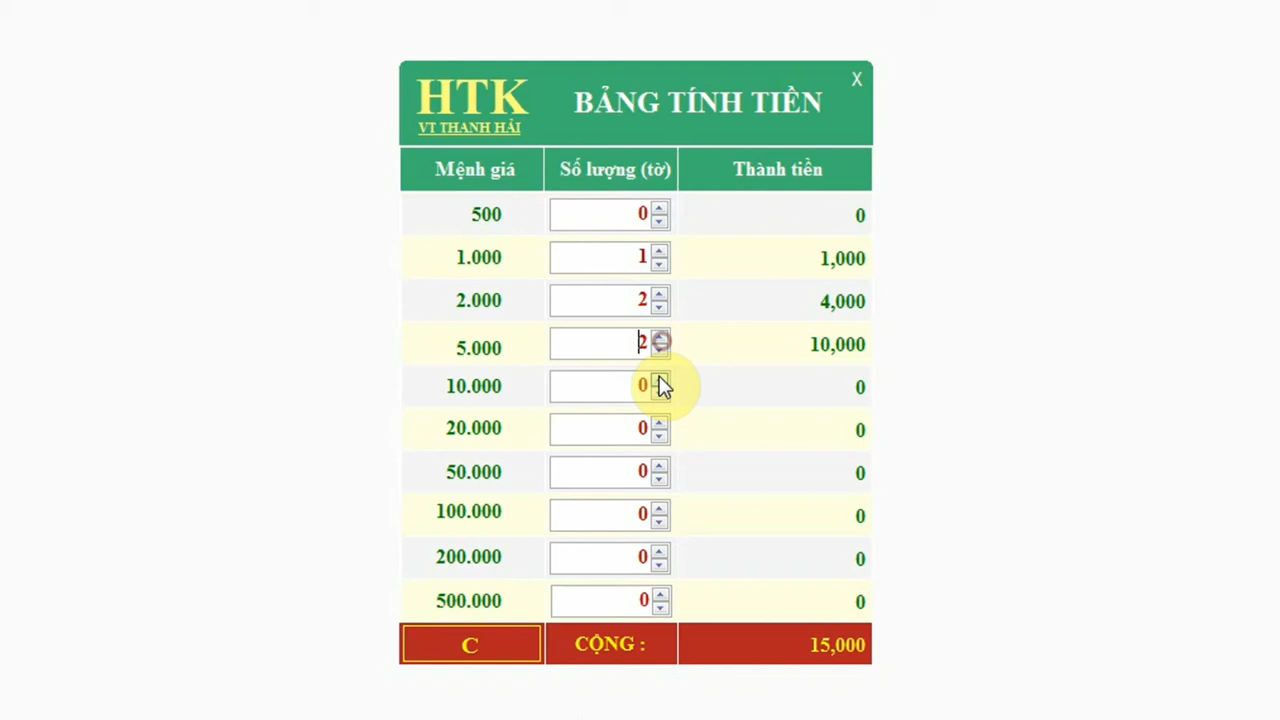 HTK
VT THANH HẢI
BẢNG TÍNH TIỀN
X
Mệnh giá Số lượng (tờ) Thành tiền
500 0 0
1.000 1 1,000
2.000 2 4,000
5.000 2 10,000
10.000 0 0
20.000 0 0
50.000 0 0
100.000 0 0
200.000 0 0
500.000 0 0
C CỘNG : 15,000